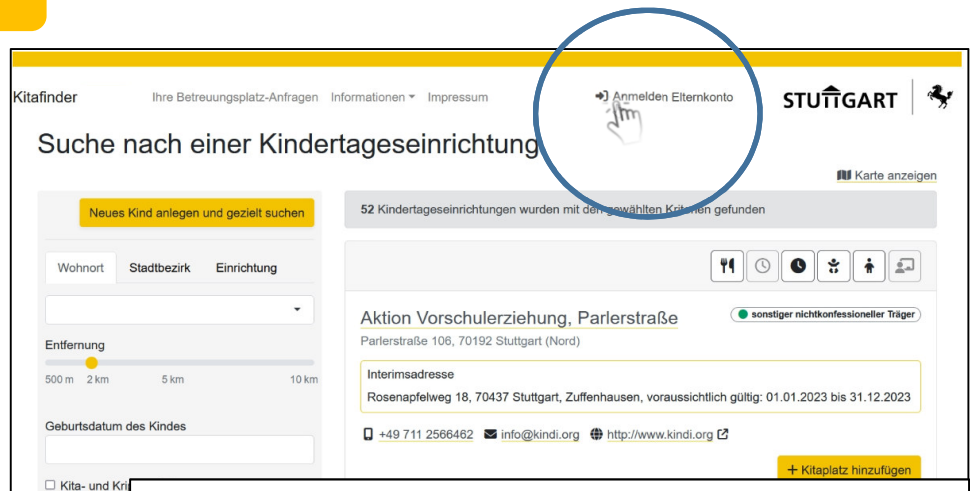 Kitafinder
Ihre Betreuungsplatz-Anfragen Informationen Impressum
Anmelden Elternkonto
STUTTGART
Suche nach einer Kindertageseinrichtung
Karte anzeigen
Neues Kind anlegen und gezielt suchen
52 Kindertageseinrichtungen wurden mit den gewählten Kriterien gefunden
Wohnort Stadtbezirk Einrichtung
Entfernung
500 m 2 km 5 km 10 km
Geburtsdatum des Kindes
Kita- und
Aktion Vorschulerziehung, Parlerstraße
sonstiger nichtkonfessioneller Träger
Parlerstraße 106, 70192 Stuttgart (Nord)
Interimsadresse
Rosenapfelweg 18, 70437 Stuttgart, Zuffenhausen, voraussichtlich gültig: 01.01.2023 bis 31.12.2023
+49 711 2566462 info@kindi.org http://www.kindi.org
+ Kitaplatz hinzufügen